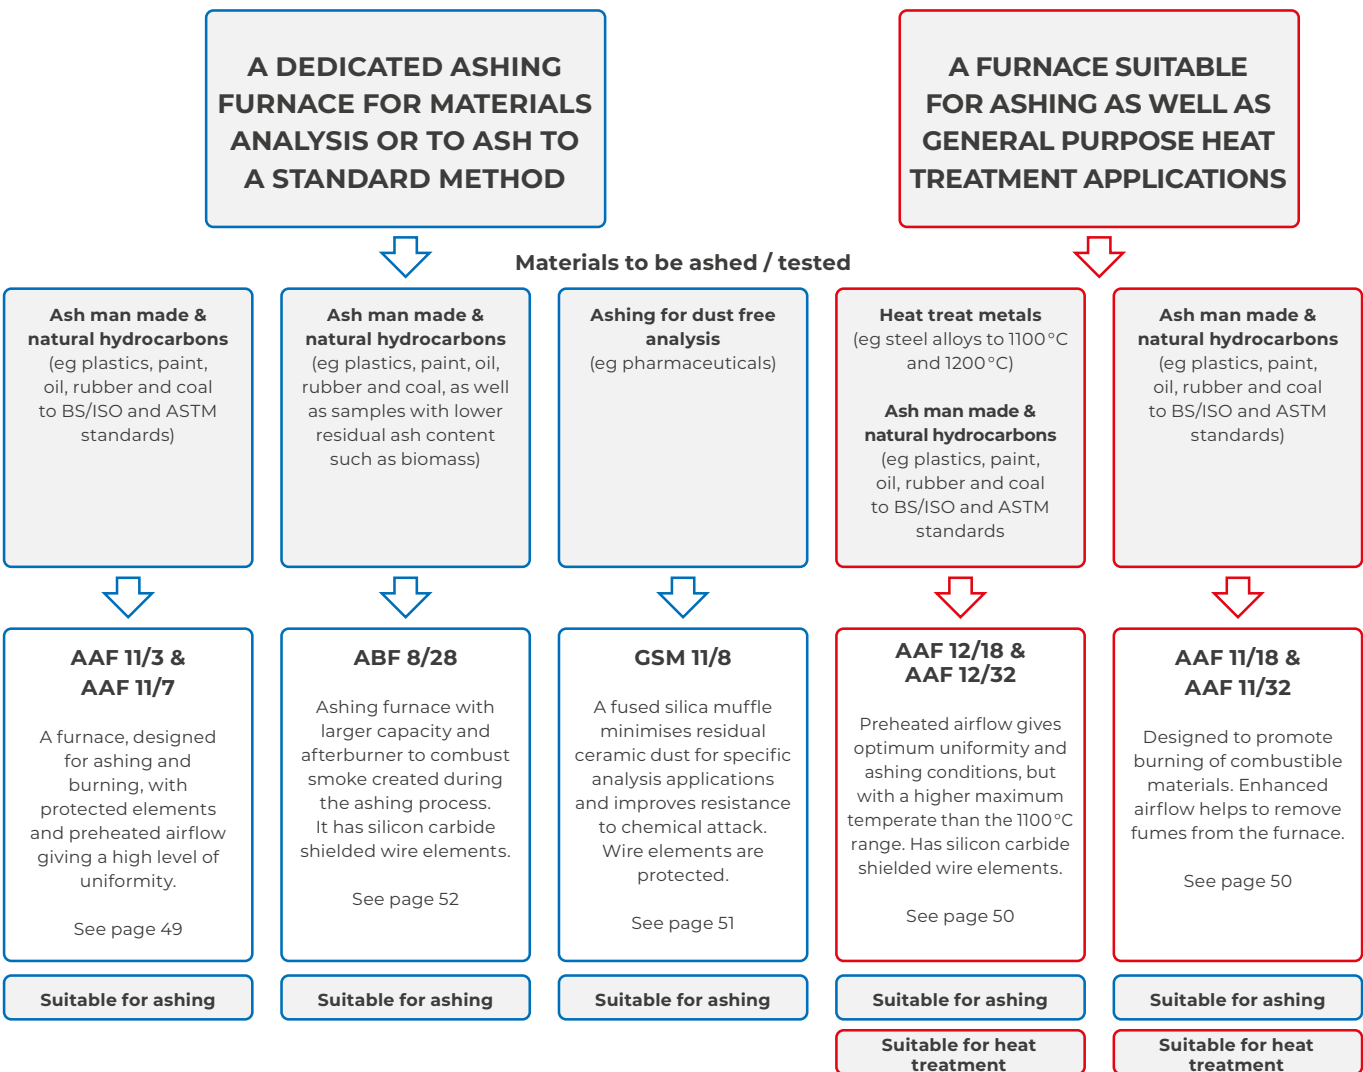 A DEDICATED ASHING
FURNACE FOR MATERIALS
ANALYSIS OR TO ASH TO
A STANDARD METHOD
A FURNACE SUITABLE
FOR ASHING AS WELL AS
GENERAL PURPOSE HEAT
TREATMENT APPLICATIONS
Materials to be ashed / tested
Ash man made &
natural hydrocarbons
(eg plastics, paint,
oil, rubber and coal
to BS/ISO and ASTM
standards)
Ash man made &
natural hydrocarbons
(eg plastics, paint, oil,
rubber and coal, as well
as samples with lower
residual ash content
such as biomass)
Ashing for dust free
analysis
(eg pharmaceuticals)
Heat treat metals
(eg steel alloys to 1100°C
and 1200°C)
Ash man made &
natural hydrocarbons
(eg plastics, paint,
oil, rubber and coal
to BS/ISO and ASTM
standards
Ash man made &
natural hydrocarbons
(eg plastics, paint,
oil, rubber and coal
to BS/ISO and ASTM
standards)
AAF 11/3 &
AAF 11/7
A furnace, designed
for ashing and
burning, with
protected elements
and preheated airflow
giving a high level of
uniformity.
See page 49
ABF 8/28
Ashing furnace with
larger capacity and
afterburner to combust
smoke created during
the ashing process.
It has silicon carbide
shielded wire elements.
See page 52
GSM 11/8
A fused silica muffle
minimises residual
ceramic dust for specific
analysis applications
and improves resistance
to chemical attack.
Wire elements are
protected.
See page 51
AAF 12/18 &
AAF 12/32
Preheated airflow gives
optimum uniformity and
ashing conditions, but
with a higher maximum
temperate than the 1100°C
range. Has silicon carbide
shielded wire elements.
See page 50
AAF 11/18 &
AAF 11/32
Designed to promote
burning of combustible
materials. Enhanced
airflow helps to remove
fumes from the furnace.
See page 50
Suitable for ashing
Suitable for ashing
Suitable for ashing
Suitable for ashing
Suitable for ashing
Suitable for heat
treatment
Suitable for heat
treatment